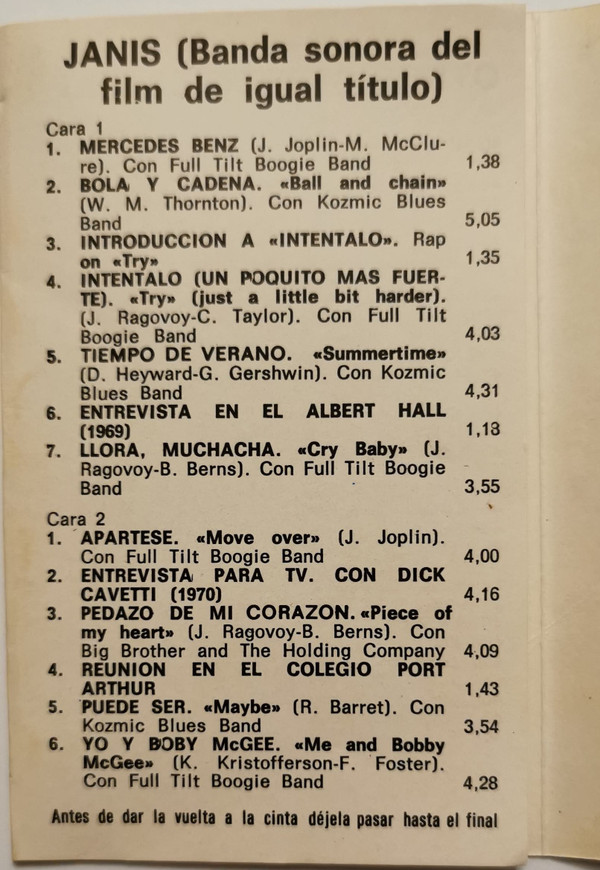 JANIS (Banda sonora del
film de igual título)
Cara 1
1. MERCEDES BENZ (J. Joplin-M. McClu-
re). Con Full Tilt Boogie Band 1,38
2. BOLA Y CADENA. «Ball and chain»
(W. M. Thornton). Con Kozmic Blues
Band 5,05
3. INTRODUCCION A «INTENTALO». Rap
on «Try» 1,35
4. INTENTALO (UN POQUITO MAS FUER-
TE). «Try» (just a little bit harder).
(J. Ragovoy-C. Taylor). Con Full Tilt
Boogie Band 4,03
5. TIEMPO DE VERANO. «Summertime»
(D. Heyward-G. Gershwin). Con Kozmic
Blues Band 4,31
6. ENTREVISTA EN EL ALBERT HALL
(1969) 1,13
7. LLORA, MUCHACHA. «Cry Baby» (J.
Ragovoy-B. Berns). Con Full Tilt Boogie
Band 3,55
Cara 2
1. APARTESE. «Move over» (J. Joplin).
Con Full Tilt Boogie Band 4,00
2. ENTREVISTA PARA TV. CON DICK
CAVETTI (1970) 4,16
3. PEDAZO DE MI CORAZON. «Piece of
my heart» (J. Ragovoy-B. Berns). Con
Big Brother and The Holding Company 4,09
4. REUNION EN EL COLEGIO PORT
ARTHUR 1,43
5. PUEDE SER. «Maybe» (R. Barret). Con
Kozmic Blues Band 3,54
6. YO Y BOBY McGEE. «Me and Bobby
McGee» (K. Kristofferson-F. Foster).
Con Full Tilt Boogie Band 4,28
Antes de dar la vuelta a la cinta déjela pasar hasta el final